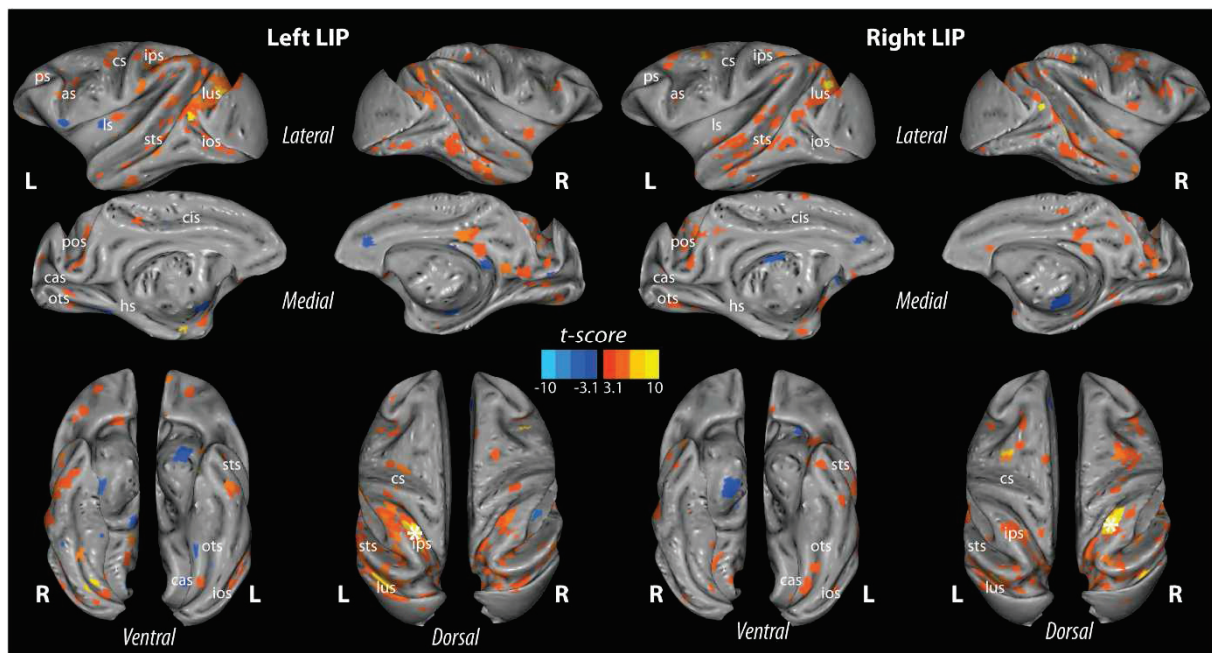 Left LIP
Right LIP
ps
as
cs
ips
ls
sts
lus
ios
Lateral
L
R
ps
as
cs
ips
ls
sts
lus
ios
Lateral
L
R
pos
cas
ots
hs
cis
Medial
pos
cas
ots
hs
cis
Medial
t-score
-10
-3.1
3.1
10
sts
ots
cas
ios
R
L
Ventral
cs
sts
ips
lus
L
R
Dorsal
sts
ots
cas
ios
R
L
Ventral
cs
ips
sts
lus
L
R
Dorsal
*
*